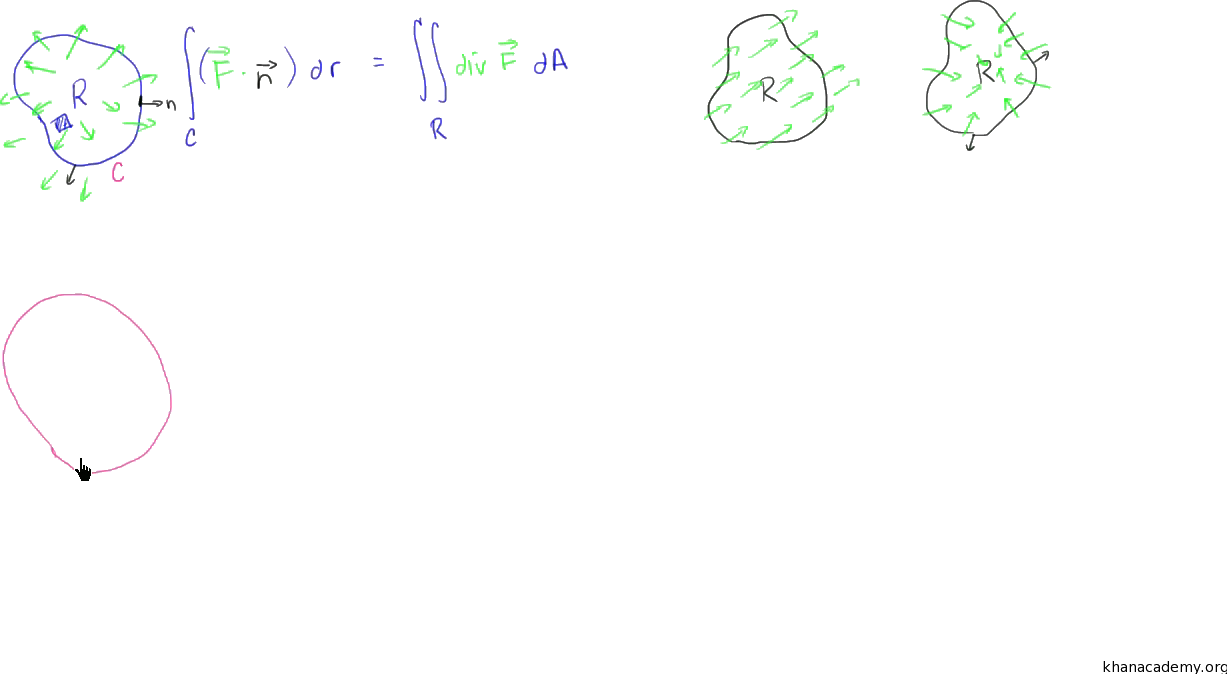 R
n
C
∫ (F⃗ · n⃗) dr = ∬ div F⃗ dA
C
R
R
R
khanacademy.org